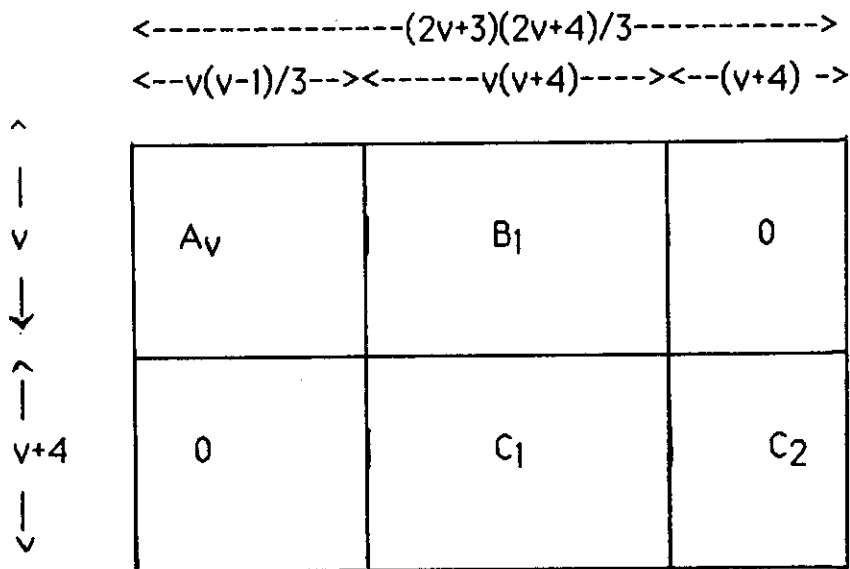 <----------------(2v+3)(2v+4)/3----------->
<--v(v-1)/3--><------v(v+4)----><--(v+4) ->
v
Av B1 0
v+4
0 C1 C2